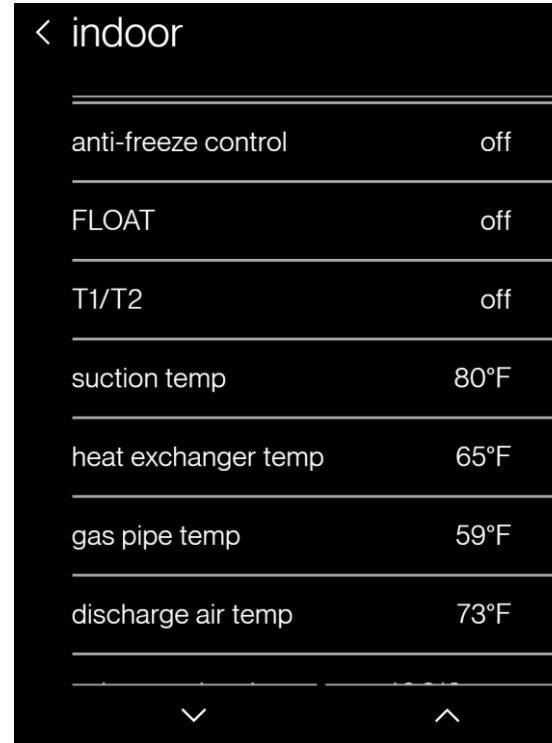 indoor
anti-freeze control off
FLOAT off
T1/T2 off
suction temp 80°F
heat exchanger temp 65°F
gas pipe temp 59°F
discharge air temp 73°F